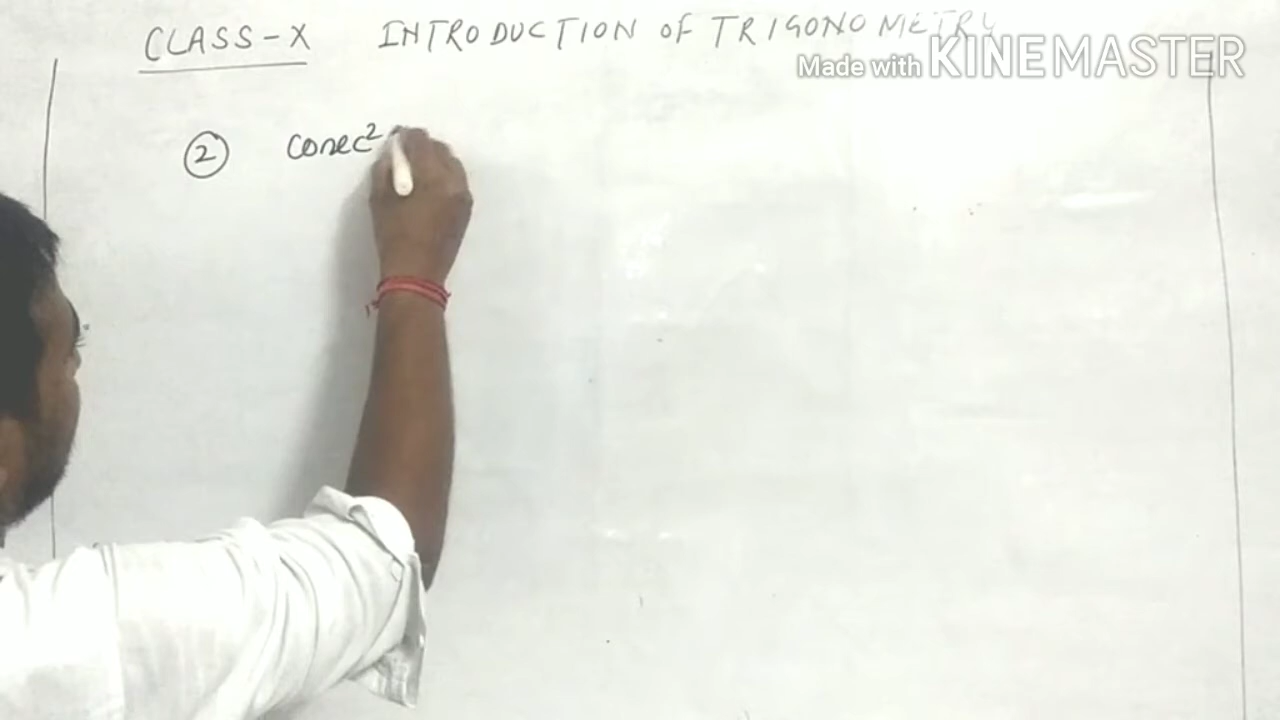 CLASS-X INTRODUCTION OF TRIGONOMETRY
Made with KINEMASTER
② cosec²